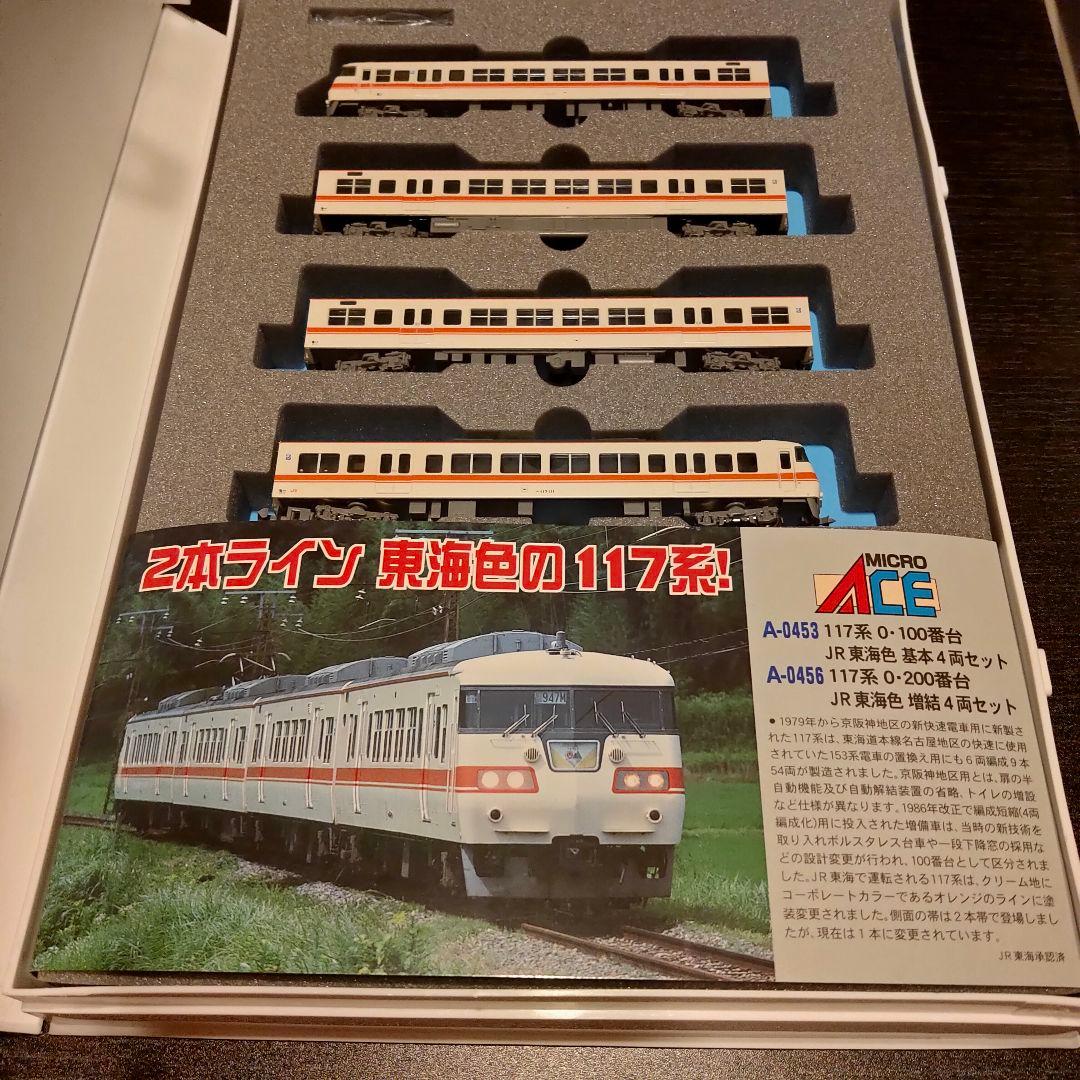 2本ライン 東海色の117系!
MICRO
ACE
A-0453 117系 0・100番台
JR東海色 基本4両セット
A-0456 117系 0・200番台
JR東海色 増結4両セット
●1979年から京阪神地区の新快速電車用に新製さ
れた117系は、東海道本線名古屋地区の快速に使用
されていた153系電車の置換え用にも6両編成9本
54両が製造されました。京阪神地区用とは、扉の半
自動機能及び自動解結装置の省略、トイレの増設
など仕様が異なります。1986年改正で編成短縮(4両
編成化)用に投入された増備車は、当時の新技術を
取り入れボルスタレス台車や一段下降窓の採用な
どの設計変更が行われ、100番台として区分されま
した。JR東海で運転される117系は、クリーム地に
コーポレートカラーであるオレンジのラインに塗
装変更されました。側面の帯は2本帯で登場しまし
たが、現在は1本に変更されています。
JR東海承認済
947M